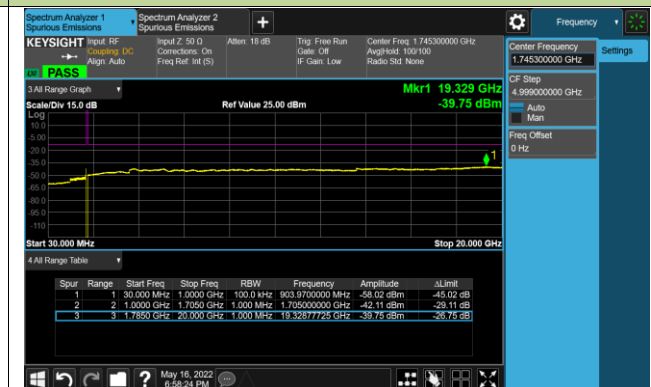 Spectrum Analyzer 1
Spurious Emissions
Spectrum Analyzer 2
Spurious Emissions
+
Frequency
KEYSIGHT
Input: RF
Coupling: DC
Align: Auto
Input Z: 50 Ω
Corrections: On
Freq Ref: Int (S)
Atten: 18 dB
Trig: Free Run
Gate: Off
IF Gain: Low
Center Freq: 1.745300000 GHz
Avg|Hold: 100/100
Radio Std: None
PASS
Center Frequency
1.745300000 GHz
Settings
CF Step
4.999000000 GHz
Auto
Man
Freq Offset
0 Hz
3 All Range Graph
Mkr1 19.329 GHz
Scale/Div 15.0 dB
Ref Value 25.00 dBm
-39.75 dBm
Log
10.0
-5.00
-20.0
-35.0
-50.0
-65.0
-80.0
-95.0
-110
1
Start 30.000 MHz
Stop 20.000 GHz
4 All Range Table
Spur Range Start Freq Stop Freq RBW Frequency Amplitude ΔLimit
1 1 30.000 MHz 1.0000 GHz 100.0 kHz 903.9700000 MHz -58.02 dBm -45.02 dB
2 2 1.0000 GHz 1.7050 GHz 1.000 MHz 1.705000000 GHz -42.11 dBm -29.11 dB
3 3 1.7850 GHz 20.000 GHz 1.000 MHz 19.32877725 GHz -39.75 dBm -26.75 dB
?
May 16, 2022
6:58:24 PM